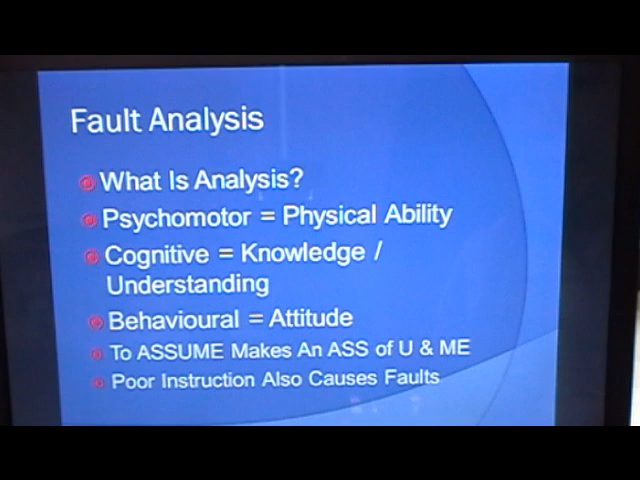 Fault Analysis
What Is Analysis?
Psychomotor = Physical Ability
Cognitive = Knowledge /
Understanding
Behavioural = Attitude
To ASSUME Makes An ASS of U & ME
Poor Instruction Also Causes Faults